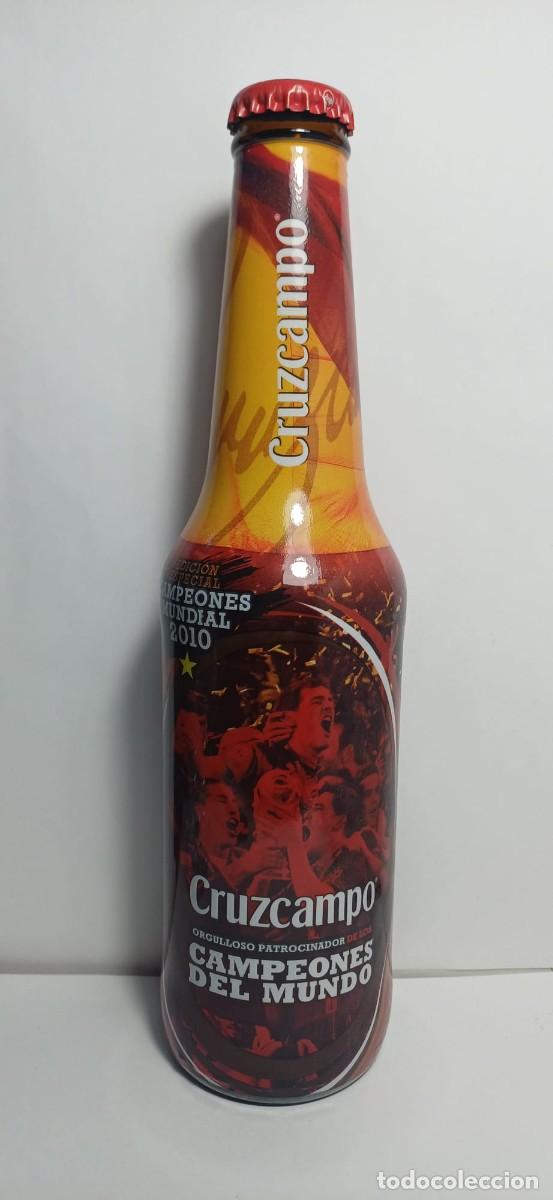 Cruzcampo
EDICIÓN
ESPECIAL
CAMPEONES
MUNDIAL
2010
Cruzcampo
ORGULLOSO PATROCINADOR DE LOS
CAMPEONES
DEL MUNDO
todocoleccion